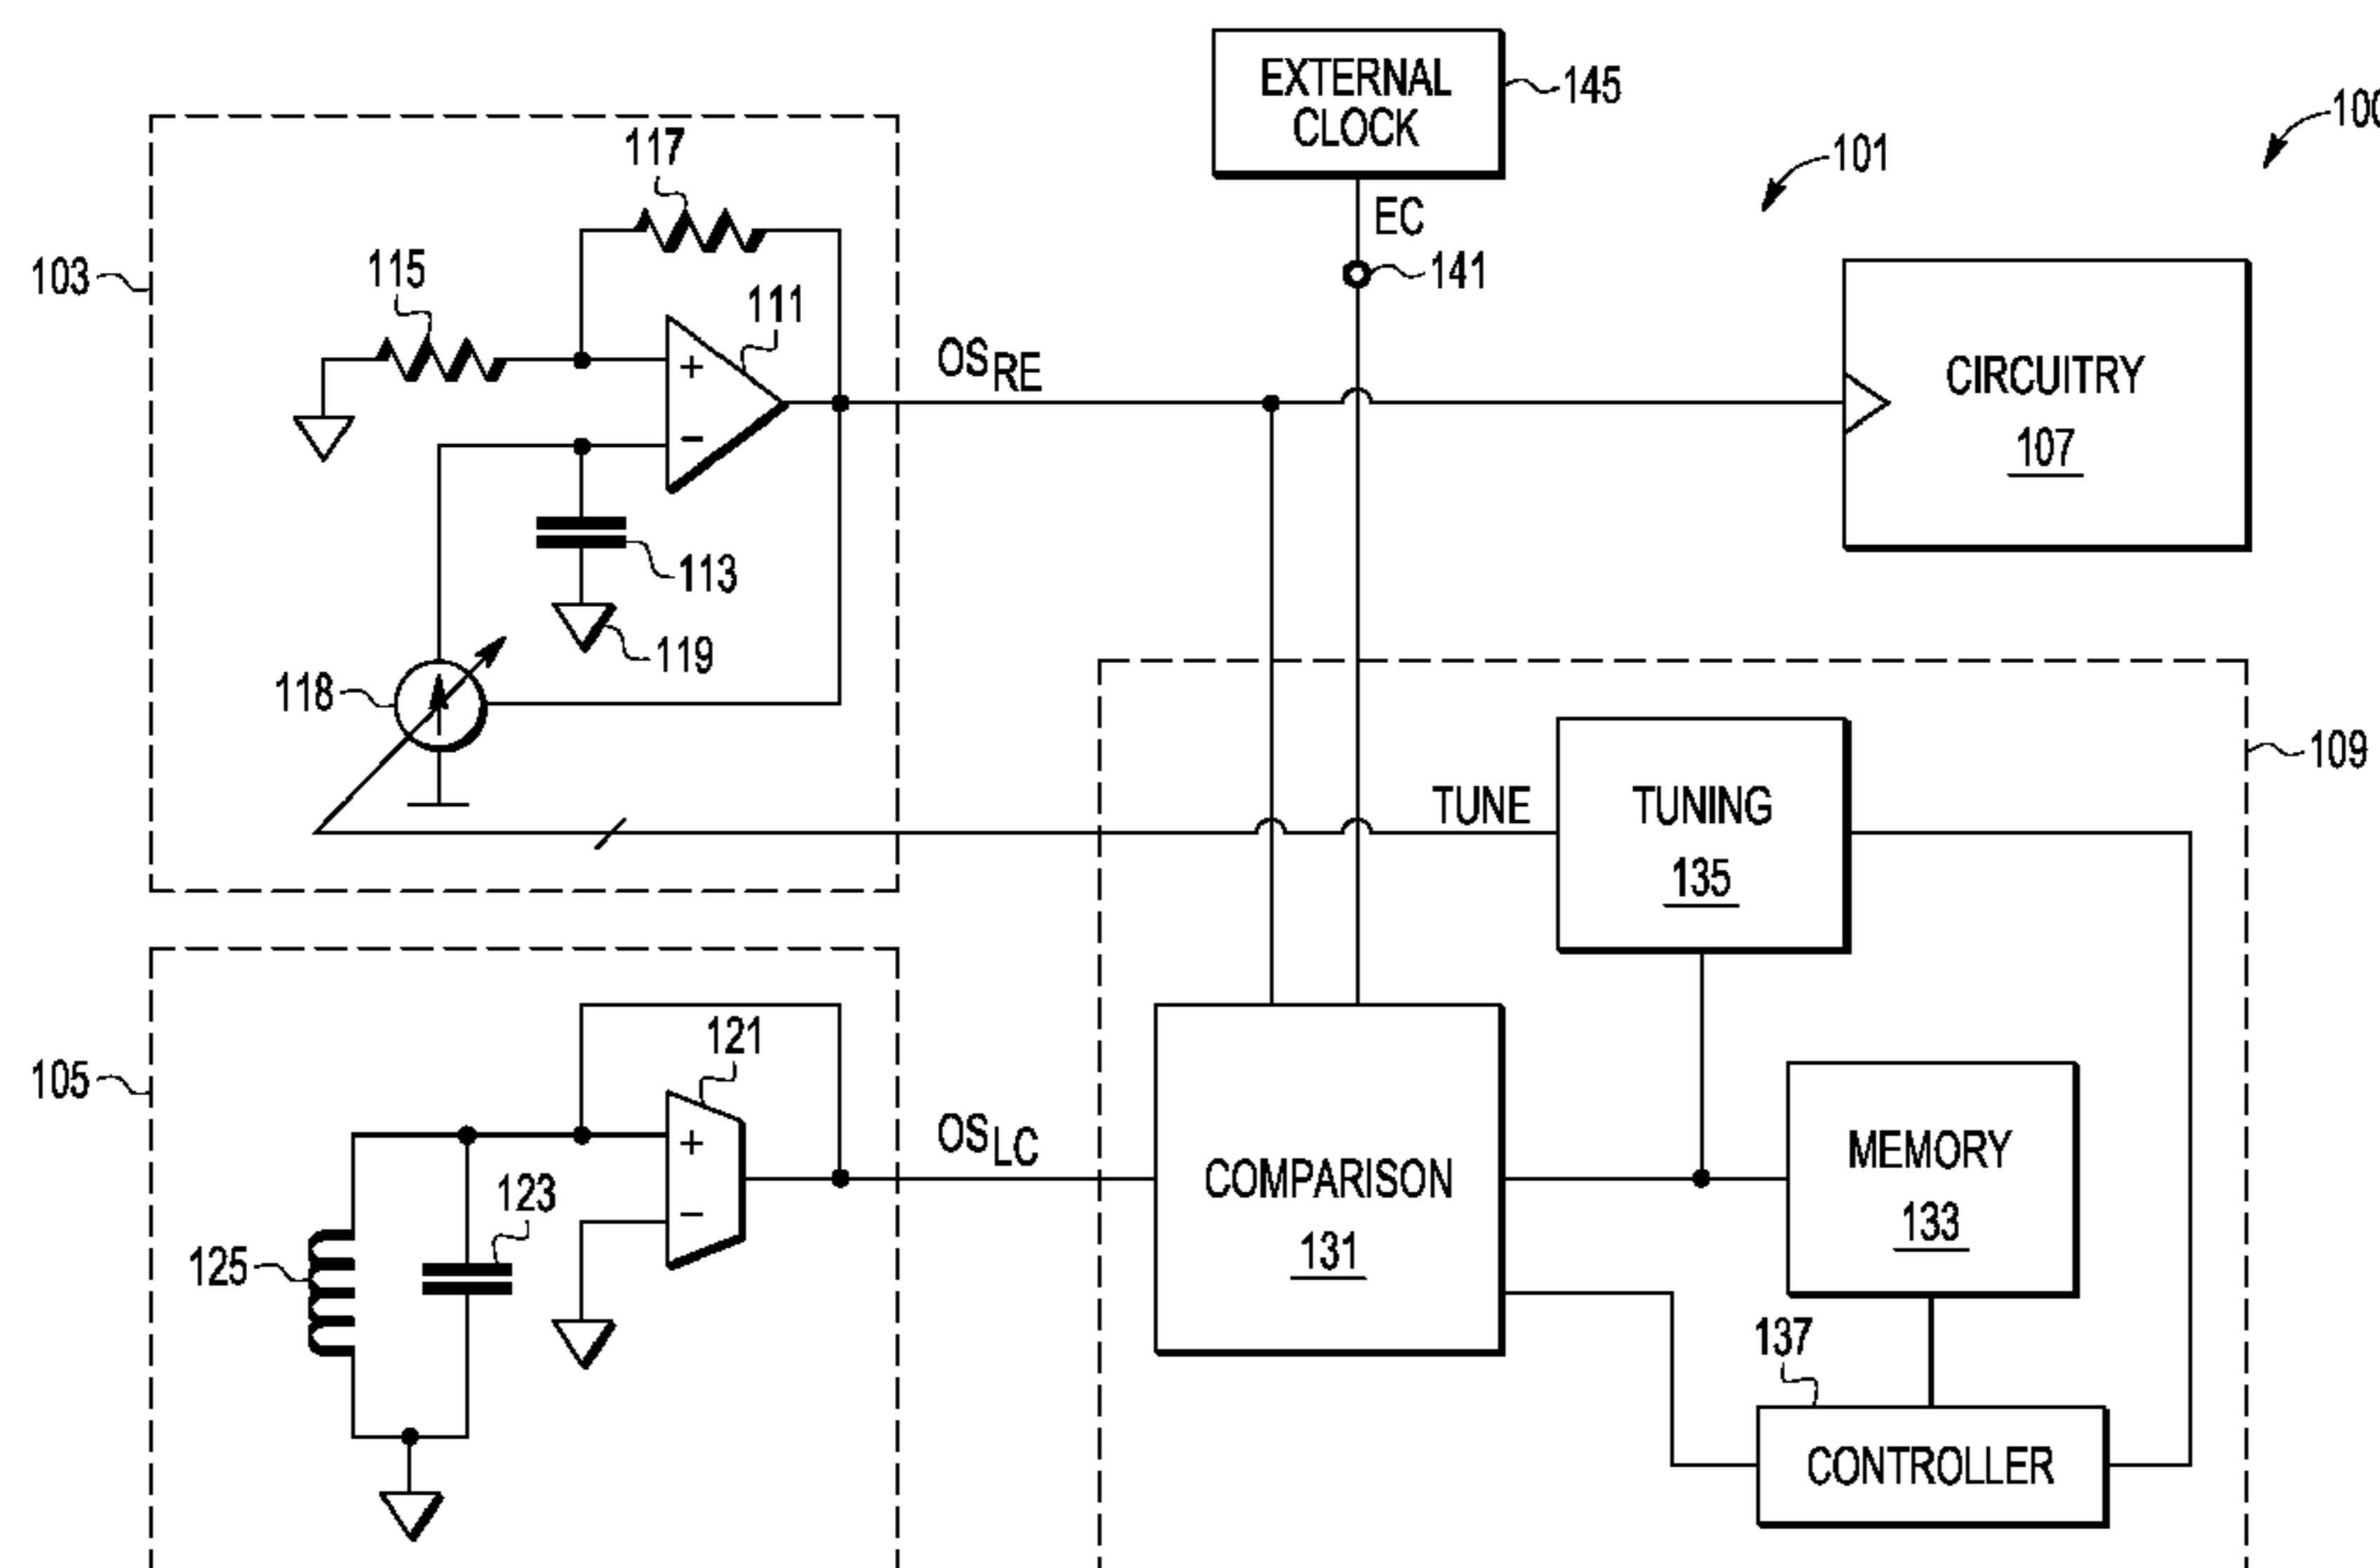 EXTERNAL
CLOCK
145
100
101
117
EC
141
115
103
111
OSRE
CIRCUITRY
107
+
−
113
119
118
109
TUNE
TUNING
135
121
105
OSLC
+
−
COMPARISON
131
MEMORY
133
123
125
137
CONTROLLER